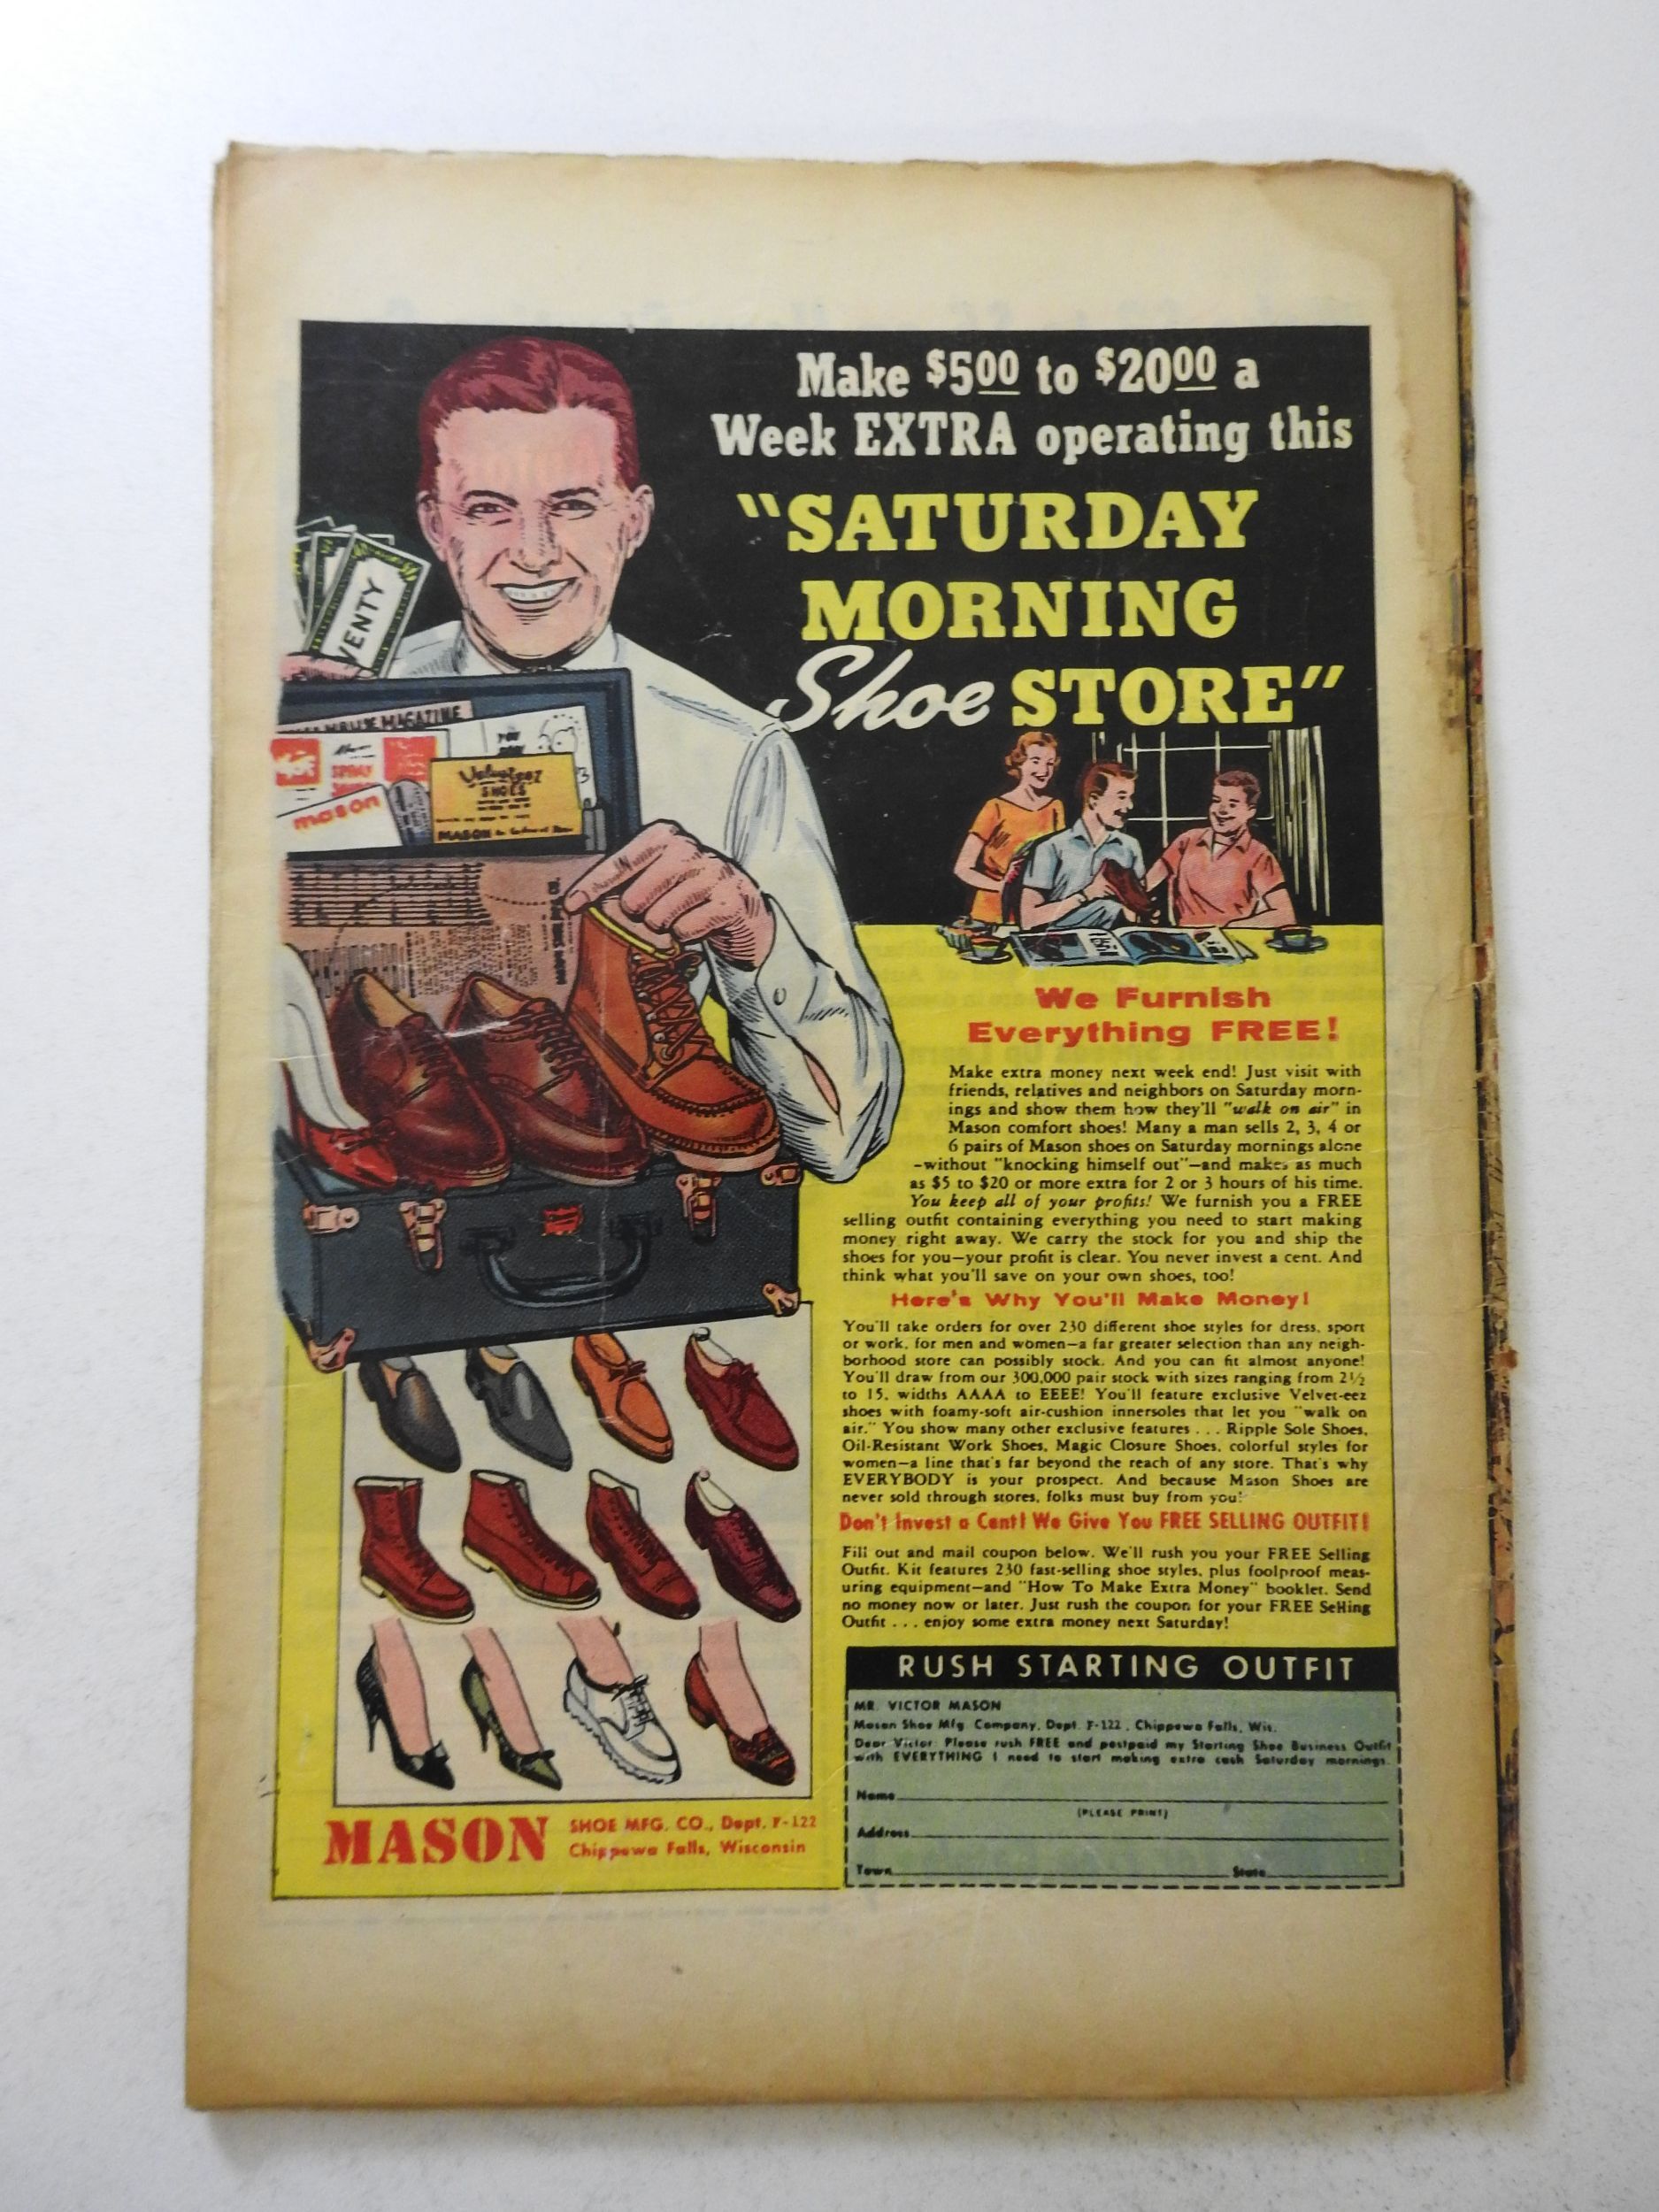 Make $5.00 to $20.00 a
Week EXTRA operating this
"SATURDAY
MORNING
Shoe STORE"
VENTY
MAGAZINE
mason
Velveteez
SHOES
MASON
We Furnish
Everything FREE!
Make extra money next week end! Just visit with
friends, relatives and neighbors on Saturday morn-
ings and show them how they'll "walk on air" in
Mason comfort shoes! Many a man sells 2, 3, 4 or
6 pairs of Mason shoes on Saturday mornings alone
-without "knocking himself out"—and makes as much
as $5 to $20 or more extra for 2 or 3 hours of his time.
You keep all of your profits! We furnish you a FREE
selling outfit containing everything you need to start making
money right away. We carry the stock for you and ship the
shoes for you—your profit is clear. You never invest a cent. And
think what you'll save on your own shoes, too!
Here's Why You'll Make Money!
You'll take orders for over 230 different shoe styles for dress, sport
or work, for men and women—a far greater selection than any neigh-
borhood store can possibly stock. And you can fit almost anyone!
You'll draw from our 300,000 pair stock with sizes ranging from 2½
to 15, widths AAAA to EEEE! You'll feature exclusive Velvet-eez
shoes with foamy-soft air-cushion innersoles that let you "walk on
air." You show many other exclusive features . . . Ripple Sole Shoes,
Oil-Resistant Work Shoes, Magic Closure Shoes, colorful styles for
women—a line that's far beyond the reach of any store. That's why
EVERYBODY is your prospect. And because Mason Shoes are
never sold through stores, folks must buy from you!
Don't Invest a Cent! We Give You FREE SELLING OUTFIT!
Fill out and mail coupon below. We'll rush you your FREE Selling
Outfit. Kit features 230 fast-selling shoe styles, plus foolproof meas-
uring equipment—and "How To Make Extra Money" booklet. Send
no money now or later. Just rush the coupon for your FREE Selling
Outfit . . . enjoy some extra money next Saturday!
RUSH STARTING OUTFIT
MR. VICTOR MASON
Mason Shoe Mfg. Company, Dept. F-122, Chippewa Falls, Wis.
Dear Victor: Please rush FREE and postpaid my Starting Shoe Business Outfit
with EVERYTHING I need to start making extra cash Saturday mornings.
Name
(PLEASE PRINT)
Address
Town State
MASON SHOE MFG. CO., Dept. F-122
Chippewa Falls, Wisconsin